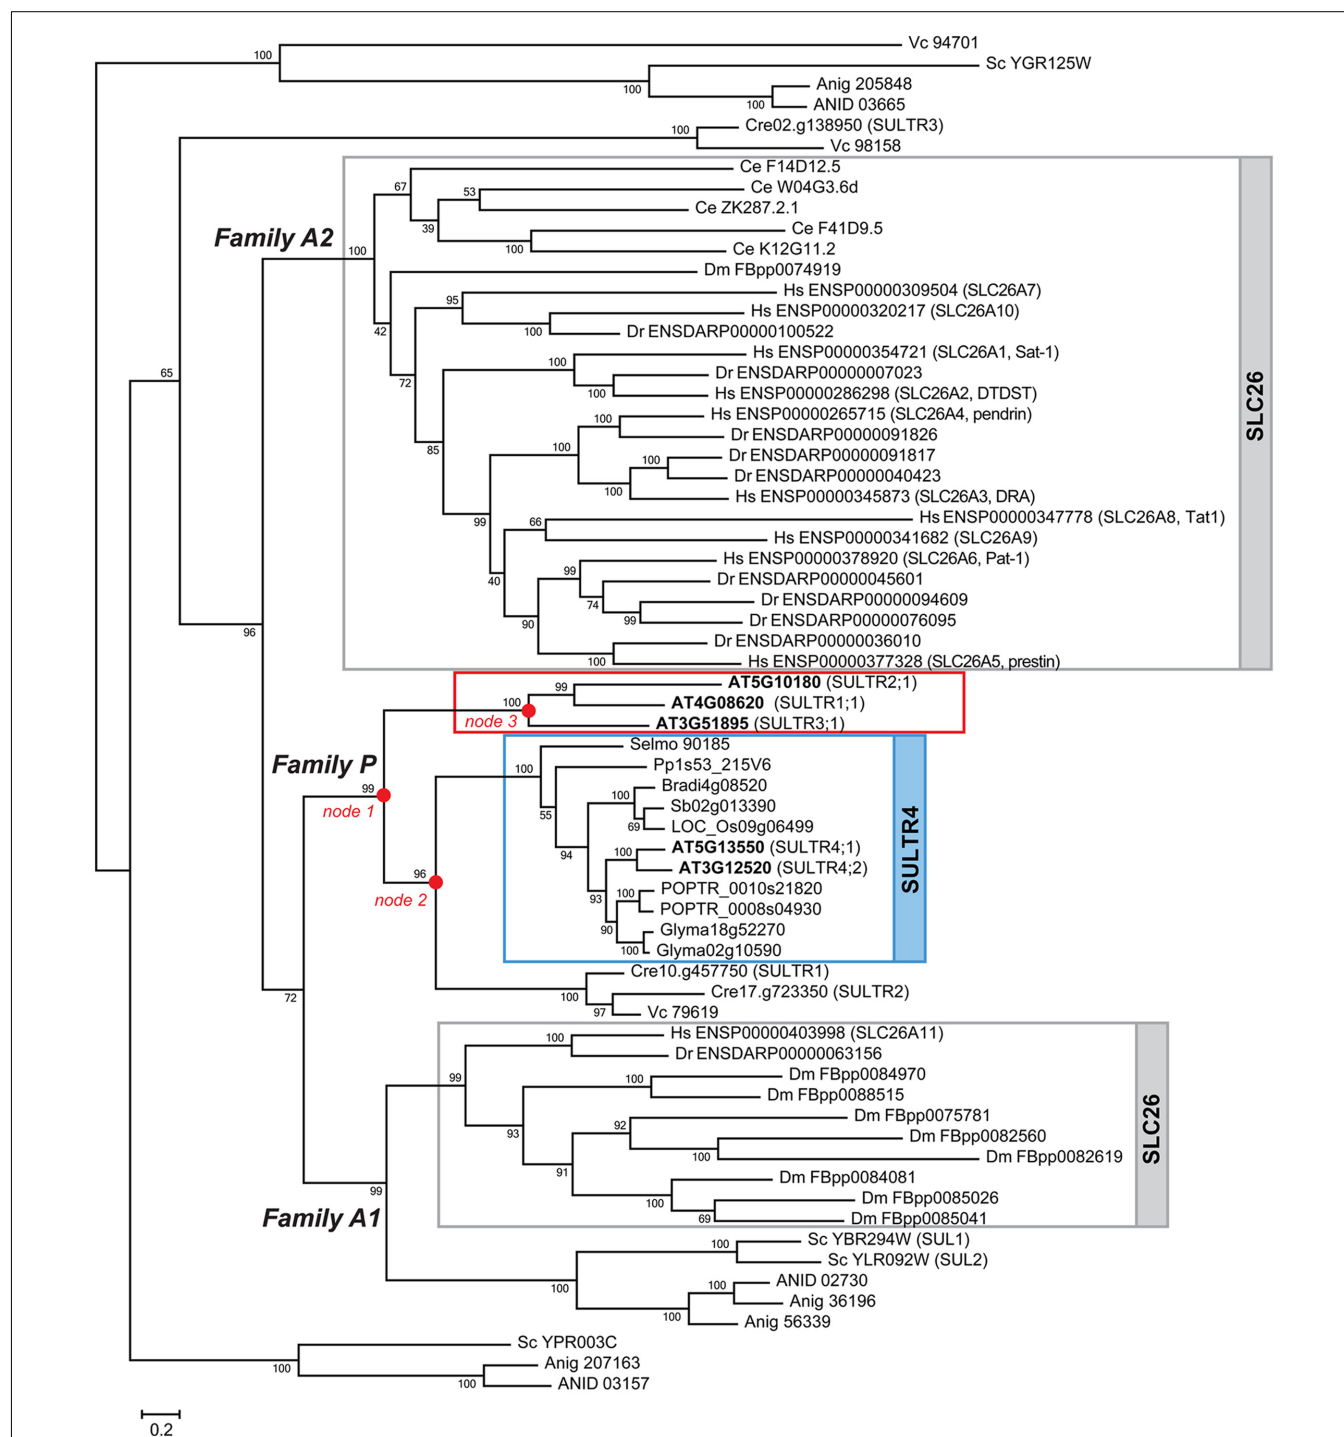 Vc 94701
100
Sc YGR125W
100
Anig 205848
100
ANID 03665
Cre02.g138950 (SULTR3)
100
Vc 98158
Ce F14D12.5
67
Ce W04G3.6d
53
Ce ZK287.2.1
39
Ce F41D9.5
Family A2
100
100
Ce K12G11.2
Dm FBpp0074919
Hs ENSP00000309504 (SLC26A7)
95
Hs ENSP00000320217 (SLC26A10)
42
100
Dr ENSDARP00000100522
Hs ENSP00000354721 (SLC26A1, Sat-1)
100
65
72
Dr ENSDARP00000007023
100
Hs ENSP00000286298 (SLC26A2, DTDST)
SLC26
Hs ENSP00000265715 (SLC26A4, pendrin)
100
Dr ENSDARP00000091826
85
100
Dr ENSDARP00000091817
100
Dr ENSDARP00000040423
100
Hs ENSP00000345873 (SLC26A3, DRA)
99
66
Hs ENSP00000347778 (SLC26A8, Tat1)
Hs ENSP00000341682 (SLC26A9)
Hs ENSP00000378920 (SLC26A6, Pat-1)
99
40
Dr ENSDARP00000045601
74
Dr ENSDARP00000094609
99
Dr ENSDARP00000076095
90
96
Dr ENSDARP00000036010
100
Hs ENSP00000377328 (SLC26A5, prestin)
AT5G10180 (SULTR2;1)
99
100
AT4G08620 (SULTR1;1)
node 3
AT3G51895 (SULTR3;1)
Selmo 90185
Family P
100
Pp1s53_215V6
99
Bradi4g08520
100
node 1
55
Sb02g013390
69
LOC_Os09g06499
94
100
AT5G13550 (SULTR4;1)
SULTR4
96
AT3G12520 (SULTR4;2)
node 2
93
100
POPTR_0010s21820
POPTR_0008s04930
90
Glyma18g52270
100
Glyma02g10590
Cre10.g457750 (SULTR1)
72
100
Cre17.g723350 (SULTR2)
97
Vc 79619
Hs ENSP00000403998 (SLC26A11)
100
Dr ENSDARP00000063156
99
100
Dm FBpp0084970
Dm FBpp0088515
93
92
Dm FBpp0075781
SLC26
Dm FBpp0082560
100
Dm FBpp0082619
91
Dm FBpp0084081
99
100
Dm FBpp0085026
Family A1
69
Dm FBpp0085041
Sc YBR294W (SUL1)
100
Sc YLR092W (SUL2)
100
ANID 02730
100
Anig 36196
100
Anig 56339
Sc YPR003C
100
Anig 207163
100
ANID 03157
0.2